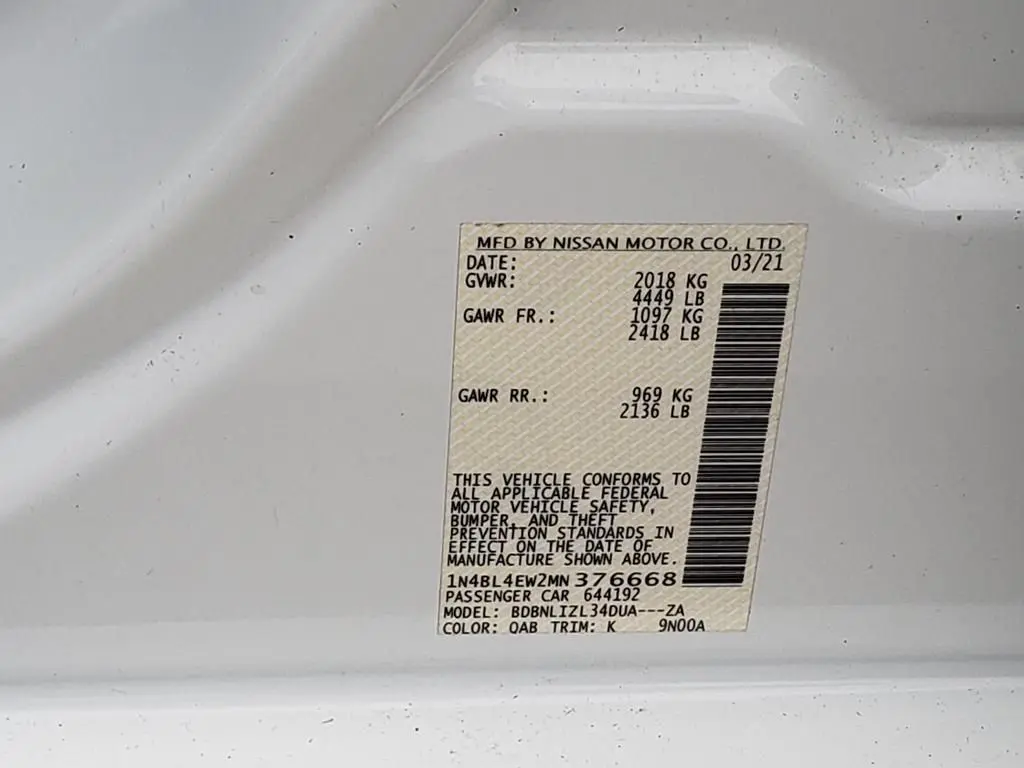 MFD BY NISSAN MOTOR CO., LTD.
DATE: 03/21
GVWR: 2018 KG
4449 LB
GAWR FR.: 1097 KG
2418 LB
GAWR RR.: 969 KG
2136 LB
THIS VEHICLE CONFORMS TO
ALL APPLICABLE FEDERAL
MOTOR VEHICLE SAFETY,
BUMPER, AND THEFT
PREVENTION STANDARDS IN
EFFECT ON THE DATE OF
MANUFACTURE SHOWN ABOVE.
1N4BL4EW2MN376668
PASSENGER CAR 644192
MODEL: BDBNLIZL34DUA---ZA
COLOR: QAB TRIM: K 9N00A